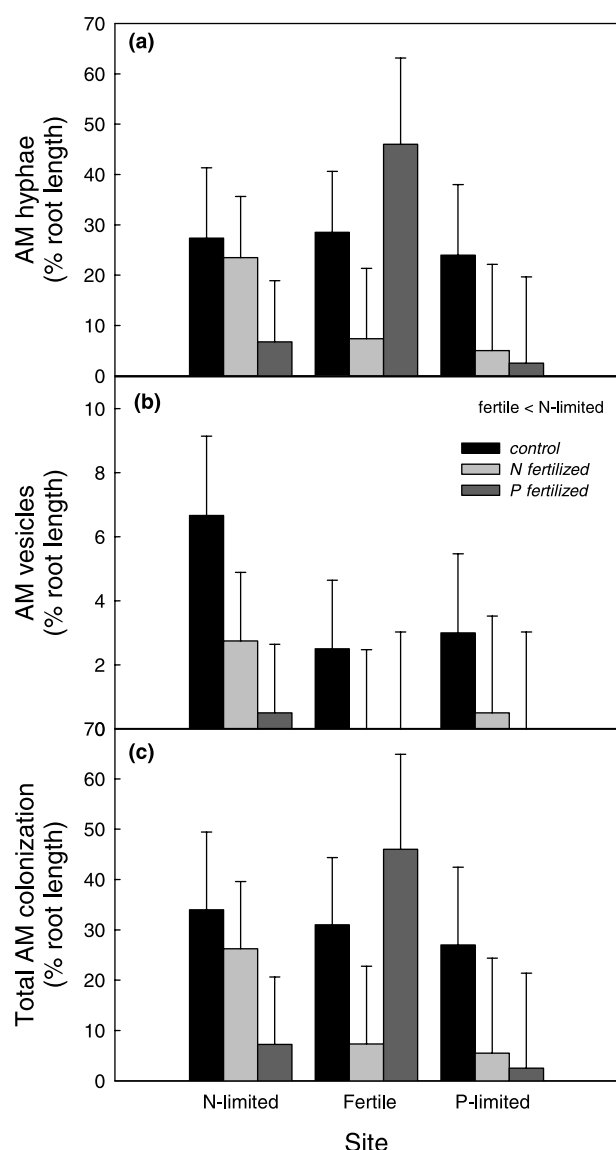 70
(a)
60
50
40
30
20
10
0
AM hyphae
(% root length)
(b)
10
8
6
4
2
0
AM vesicles
(% root length)
fertile < N-limited
control
N fertilized
P fertilized
70
(c)
60
50
40
30
20
10
0
Total AM colonization
(% root length)
N-limited Fertile P-limited
Site